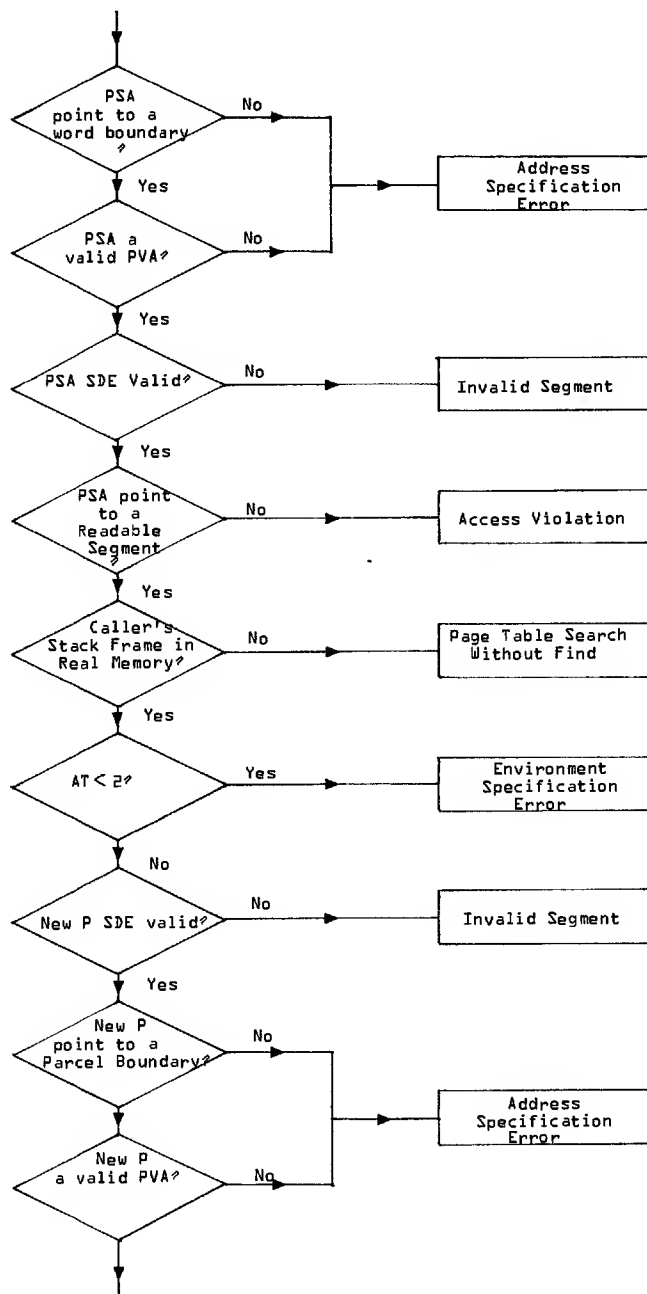 PSA
point to a
word boundary
?
No
Yes
Address
Specification
Error
PSA a
valid PVA?
No
Yes
PSA SDE Valid?
No
Invalid Segment
Yes
PSA point
to a
Readable
Segment
?
No
Access Violation
Yes
Caller's
Stack Frame in
Real Memory?
No
Page Table Search
Without Find
Yes
AT < 2?
Yes
Environment
Specification
Error
No
New P SDE valid?
No
Invalid Segment
Yes
New P
point to a
Parcel Boundary?
No
Address
Specification
Error
New P
a valid PVA?
No